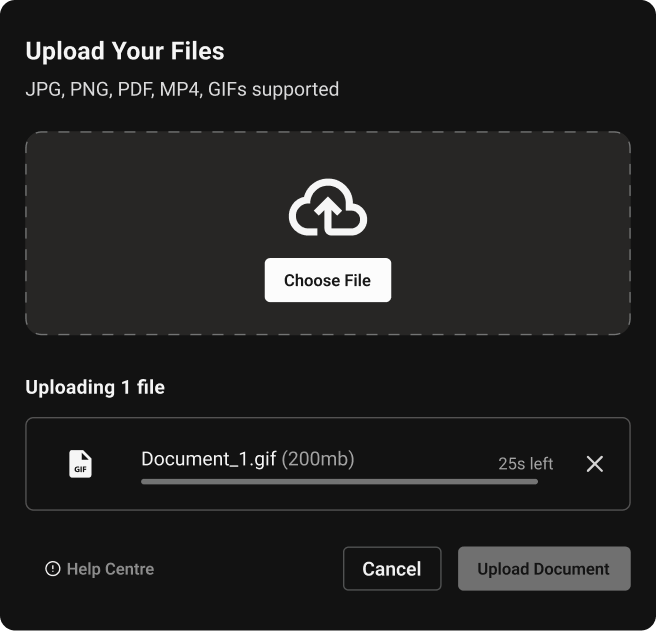 Upload Your Files
JPG, PNG, PDF, MP4, GIFs supported
Choose File
Uploading 1 file
GIF
Document_1.gif (200mb)
25s left
Help Centre
Cancel
Upload Document